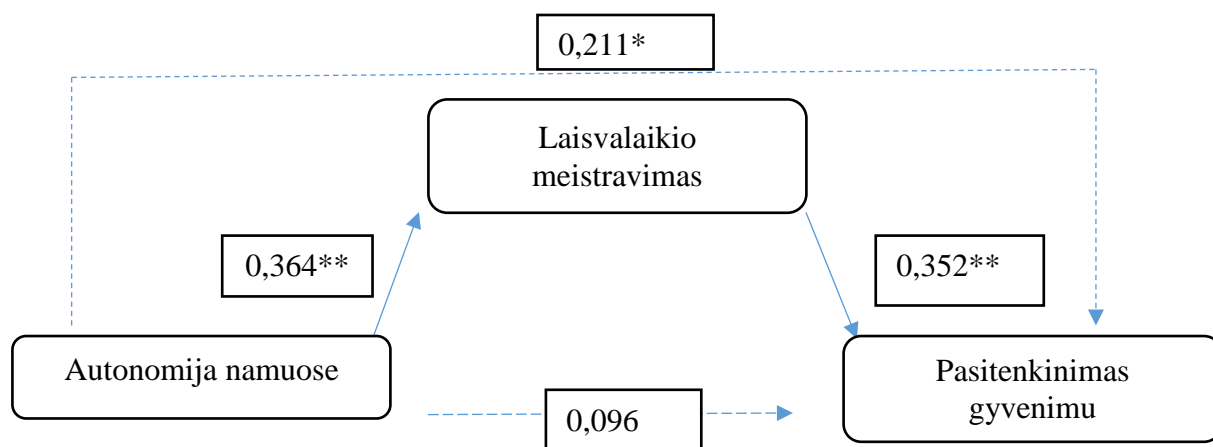 0,211*
Laisvalaikio
meistravimas
0,364**
0,352**
Autonomija namuose
Pasitenkinimas
gyvenimu
0,096